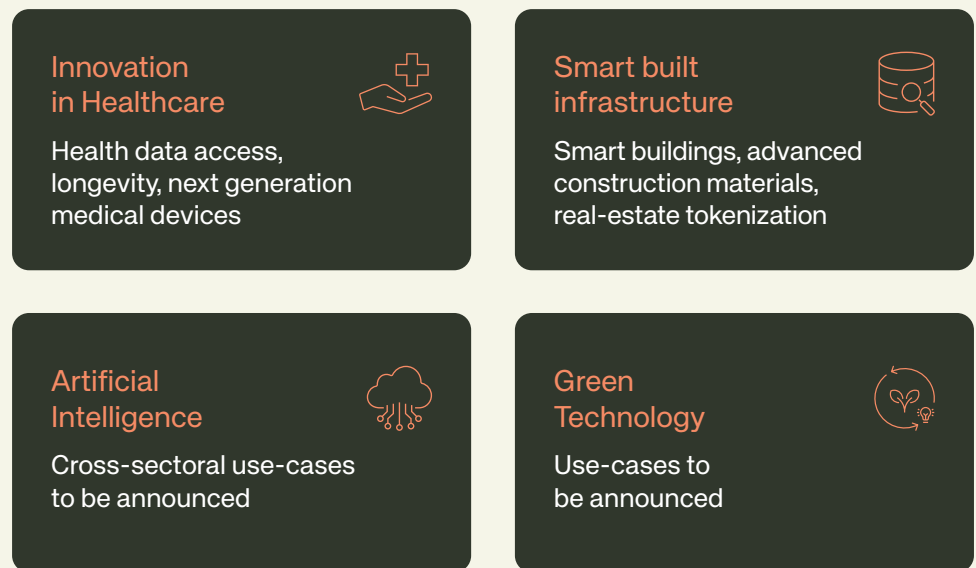 Innovation
in Healthcare
Health data access,
longevity, next generation
medical devices
Smart built
infrastructure
Smart buildings, advanced
construction materials,
real-estate tokenization
Artificial
Intelligence
Cross-sectoral use-cases
to be announced
Green
Technology
Use-cases to
be announced